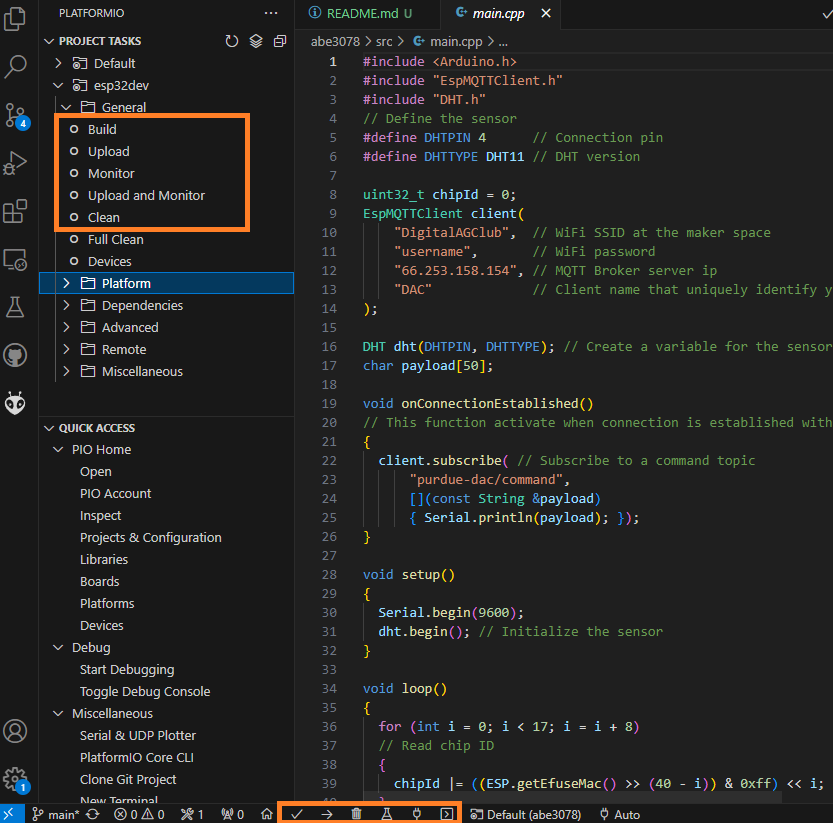 PLATFORMIO
PROJECT TASKS
Default
esp32dev
General
Build
Upload
Monitor
Upload and Monitor
Clean
Full Clean
Devices
Platform
Dependencies
Advanced
Remote
Miscellaneous
QUICK ACCESS
PIO Home
Open
PIO Account
Inspect
Projects & Configuration
Libraries
Boards
Platforms
Devices
Debug
Start Debugging
Toggle Debug Console
Miscellaneous
Serial & UDP Plotter
PlatformIO Core CLI
Clone Git Project
New Terminal
4
1
README.md U
main.cpp
abe3078 > src > main.cpp > ...
1 #include <Arduino.h>
2 #include "EspMQTTClient.h"
3 #include "DHT.h"
4 // Define the sensor
5 #define DHTPIN 4 // Connection pin
6 #define DHTTYPE DHT11 // DHT version
7
8 uint32_t chipId = 0;
9 EspMQTTClient client(
10 "DigitalAGClub", // WiFi SSID at the maker space
11 "username", // WiFi password
12 "66.253.158.154", // MQTT Broker server ip
13 "DAC" // Client name that uniquely identify y
14 );
15
16 DHT dht(DHTPIN, DHTTYPE); // Create a variable for the sensor
17 char payload[50];
18
19 void onConnectionEstablished()
20 // This function activate when connection is established with
21 {
22 client.subscribe( // Subscribe to a command topic
23 "purdue-dac/command",
24 [](const String &payload)
25 { Serial.println(payload); });
26 }
27
28 void setup()
29 {
30 Serial.begin(9600);
31 dht.begin(); // Initialize the sensor
32 }
33
34 void loop()
35 {
36 for (int i = 0; i < 17; i = i + 8)
37 // Read chip ID
38 {
39 chipId |= ((ESP.getEfuseMac() >> (40 - i)) & 0xff) << i;
40 }
main* 0 0 1 0 Default (abe3078) Auto